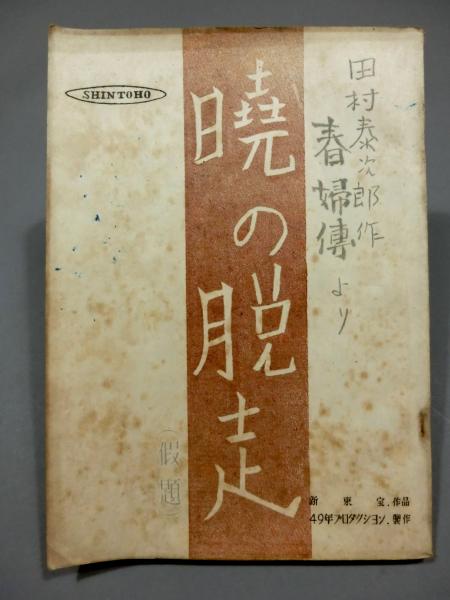 SHINTOHO
田村泰次郎作
春婦傳より
暁の脱走
(假題)
新東宝.作品
49年プロダクション.製作